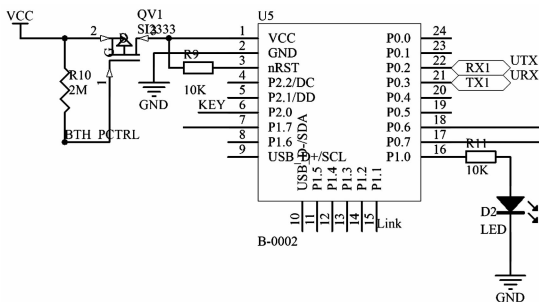 VCC
2
G
D
S
1
QV1
SI2333
R10
2M
BTH_PCTRL
GND
R9
10K
KEY
U5
1 VCC
2 GND
3 nRST
4 P2.2/DC
5 P2.1/DD
6 P2.0
7 P1.7
8 P1.6
9 USB_D+/SCL
10 USB_D-/SDA
11 P1.5
12 P1.4
13 P1.3
14 P1.2
15 P1.1
Link
B-0002
P0.0 24
P0.1 23
P0.2 22 RX1 UTX
P0.3 21 TX1 URX
P0.4 20
P0.5 19
P0.6 18
P0.7 17
P1.0 16
R11
10K
D2
LED
GND